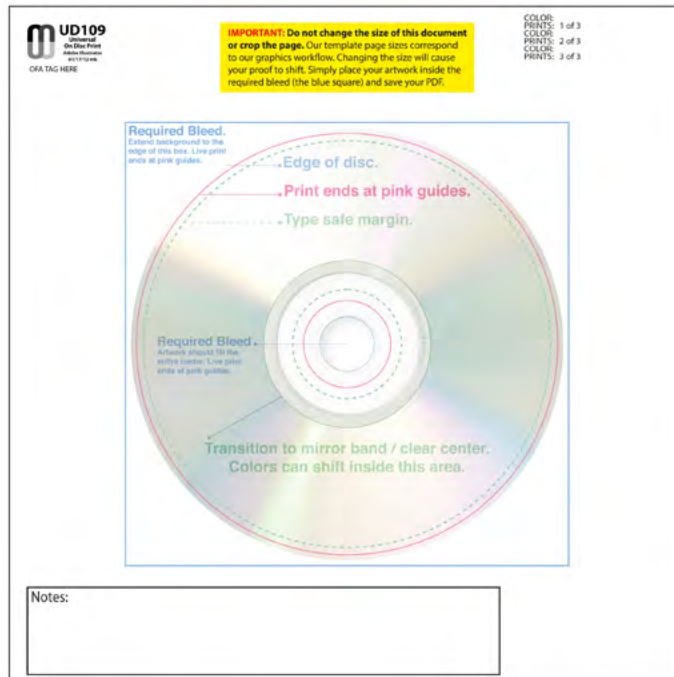 UD109
Universal
On Disc Print
Adobe Illustrator
OFA TAG HERE
IMPORTANT: Do not change the size of this document
or crop the page. Our template page sizes correspond
to our graphics workflow. Changing the size will cause
your proof to shift. Simply place your artwork inside the
required bleed (the blue square) and save your PDF.
COLOR:
PRINTS: 1 of 3
COLOR:
PRINTS: 2 of 3
COLOR:
PRINTS: 3 of 3
Required Bleed.
Extend background to the
edge of this box. Live print
ends at pink guides.
Edge of disc.
Print ends at pink guides.
Type safe margin.
Required Bleed
Artwork should fill the
entire center. Live print
ends at pink guides.
Transition to mirror band / clear center.
Colors can shift inside this area.
Notes: